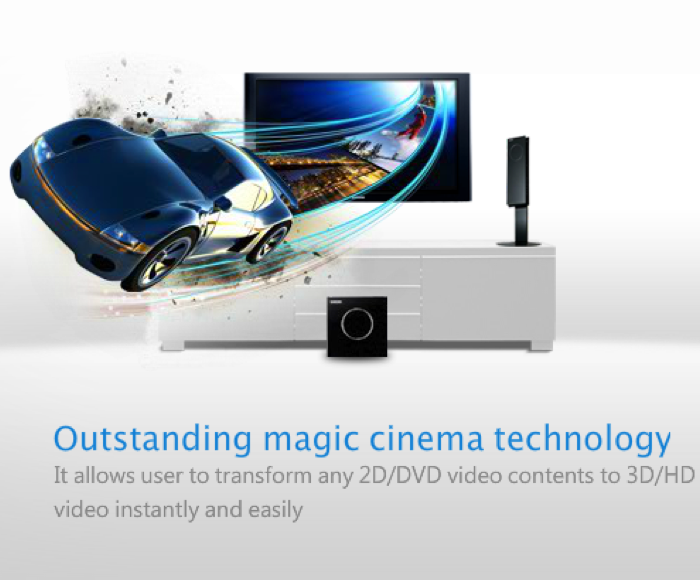 Outstanding magic cinema technology
It allows user to transform any 2D/DVD video contents to 3D/HD
video instantly and easily